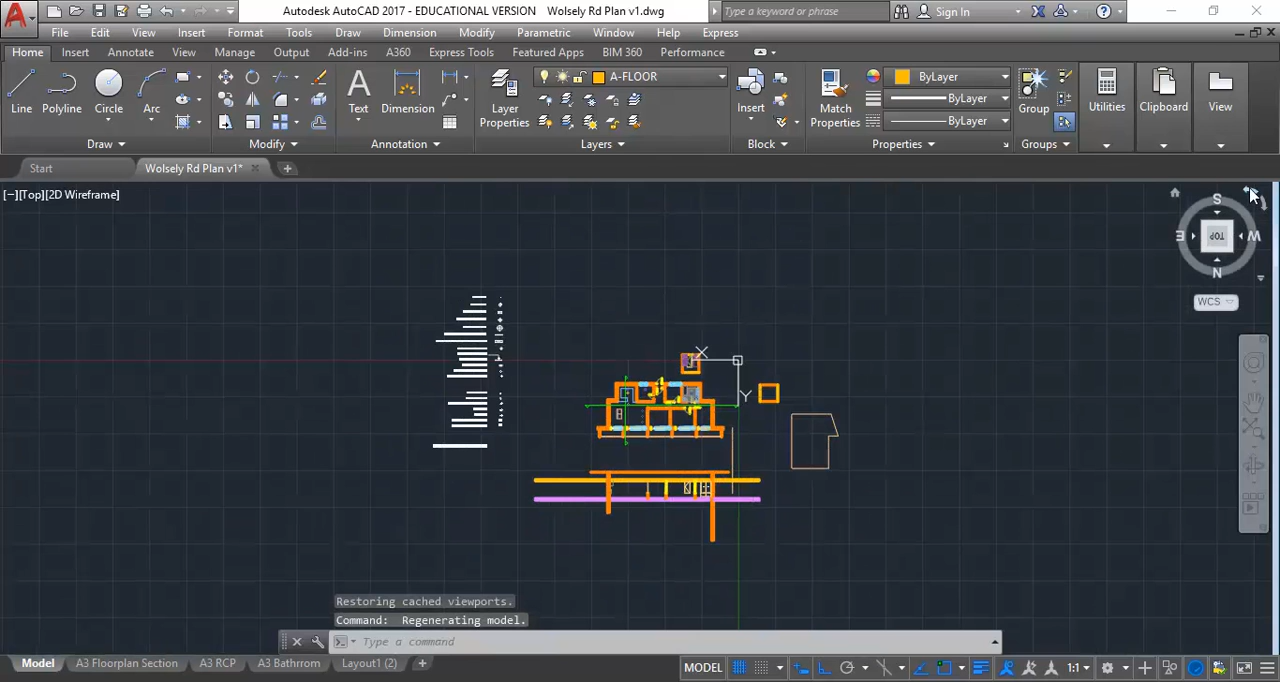 Autodesk AutoCAD 2017 - EDUCATIONAL VERSION Wolsely Rd Plan v1.dwg
Type a keyword or phrase
Sign In
File Edit View Insert Format Tools Draw Dimension Modify Parametric Window Help Express
Home Insert Annotate View Manage Output Add-ins A360 Express Tools Featured Apps BIM 360 Performance
A-FLOOR
ByLayer
ByLayer
ByLayer
Line Polyline Circle Arc
Text Dimension
Layer Properties
Insert
Match Properties
Group
Utilities Clipboard View
Draw Modify Annotation Layers Block Properties Groups
Start Wolsely Rd Plan v1*
[−][Top][2D Wireframe]
S
E TOP W
N
WCS
X
Y
Restoring cached viewports.
Command: Regenerating model.
Type a command
Model A3 Floorplan Section A3 RCP A3 Bathrrom Layout1 (2)
MODEL 1:1